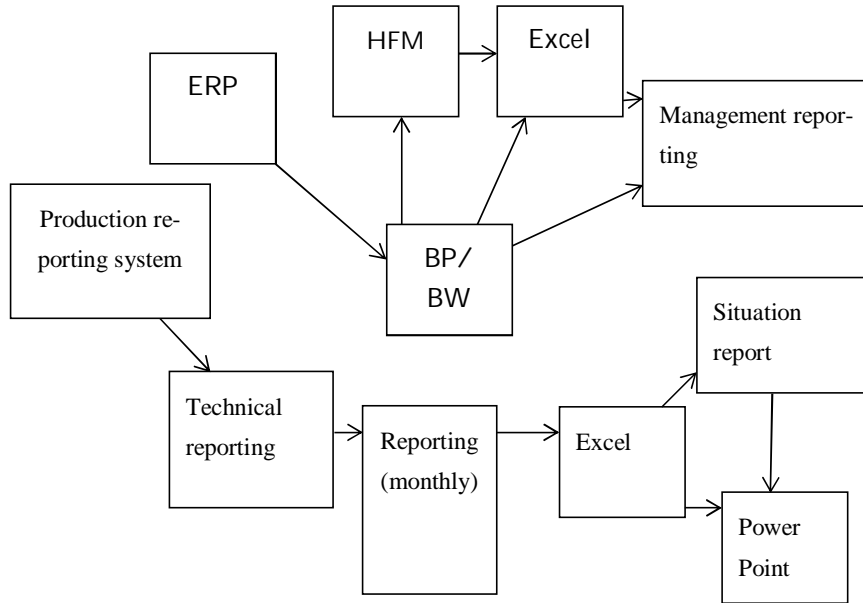 HFM
Excel
ERP
Management repor-
ting
Production re-
porting system
BP/
BW
Situation
report
Technical
reporting
Reporting
(monthly)
Excel
Power
Point